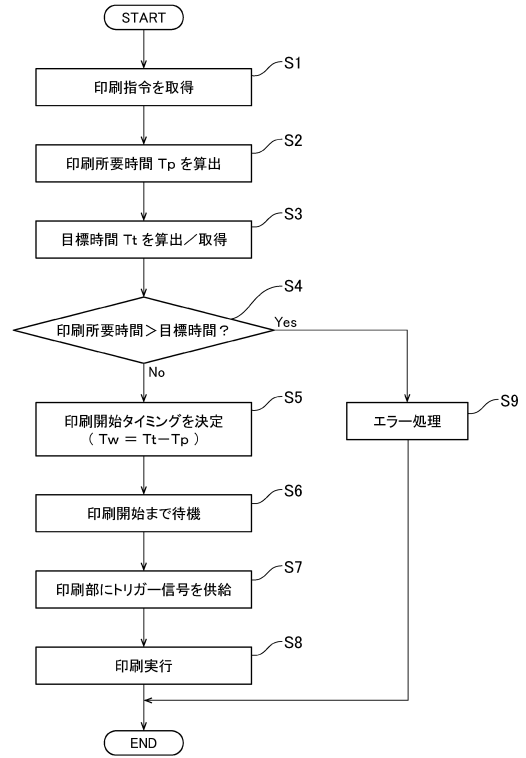 START
S1
印刷指令を取得
S2
印刷所要時間 Tp を算出
S3
目標時間 Tt を算出／取得
S4
印刷所要時間＞目標時間？
Yes
No
S5
印刷開始タイミングを決定
（ Tw ＝ Tt－Tp ）
S9
エラー処理
S6
印刷開始まで待機
S7
印刷部にトリガー信号を供給
S8
印刷実行
END